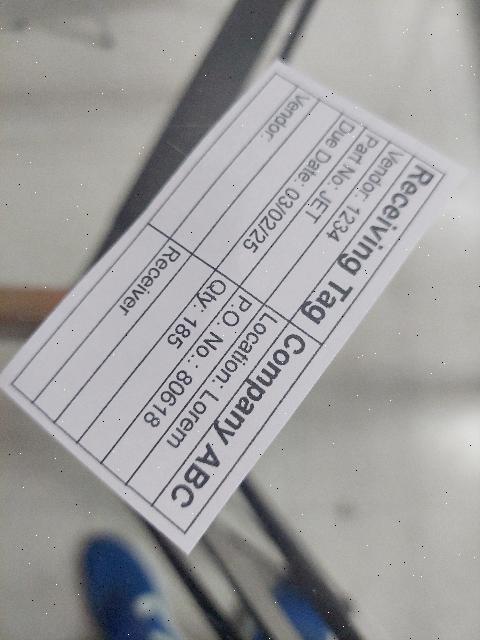 Receiving Tag Company ABC
Vendor: 1234 Location: Lorem
Part No: JET P.O. No.: 80618
Due Date: 03/02/25 Qty: 185
Vendor: Receiver